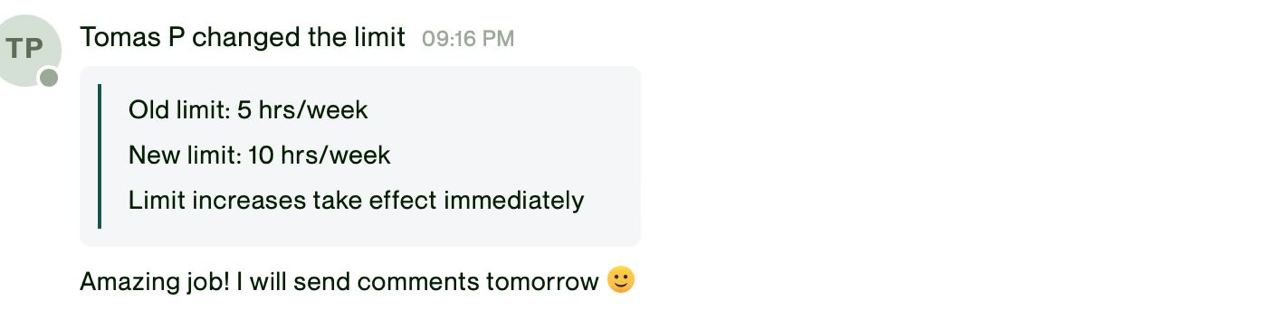 TP
Tomas P changed the limit 09:16 PM
Old limit: 5 hrs/week
New limit: 10 hrs/week
Limit increases take effect immediately
Amazing job! I will send comments tomorrow 🙂